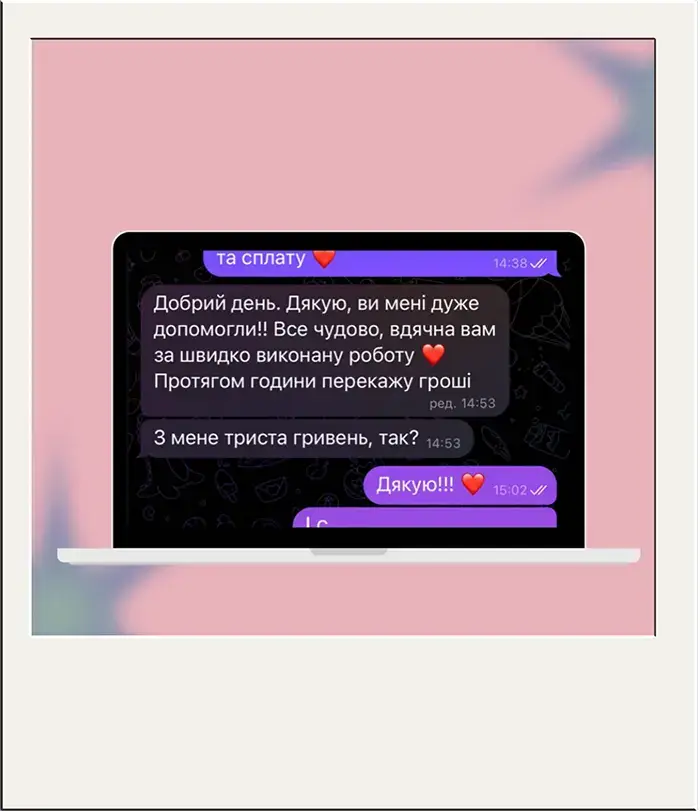 та сплату ❤️
14:38
Добрий день. Дякую, ви мені дуже
допомогли!! Все чудово, вдячна вам
за швидко виконану роботу ❤️
Протягом години перекажу гроші
ред. 14:53
З мене триста гривень, так? 14:53
Дякую!!! ❤️ 15:02